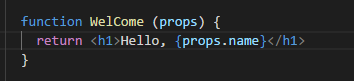 function WelCome (props) {
  return <h1>Hello, {props.name}</h1>
}